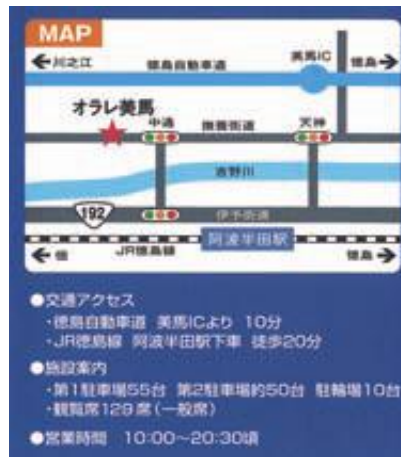 MAP
←川之江 徳島自動車道 美馬IC 徳島→
オラレ美馬
中通 撫養街道 天神
吉野川
192 伊予街道
阿波半田駅
← JR徳島線 徳島→
●交通アクセス
・徳島自動車道 美馬ICより 10分
・JR徳島線 阿波半田駅下車 徒歩20分
●施設案内
・第1駐車場55台 第2駐車場約50台 駐輪場10台
・観覧席129席(一般席)
●営業時間 10:00〜20:30頃